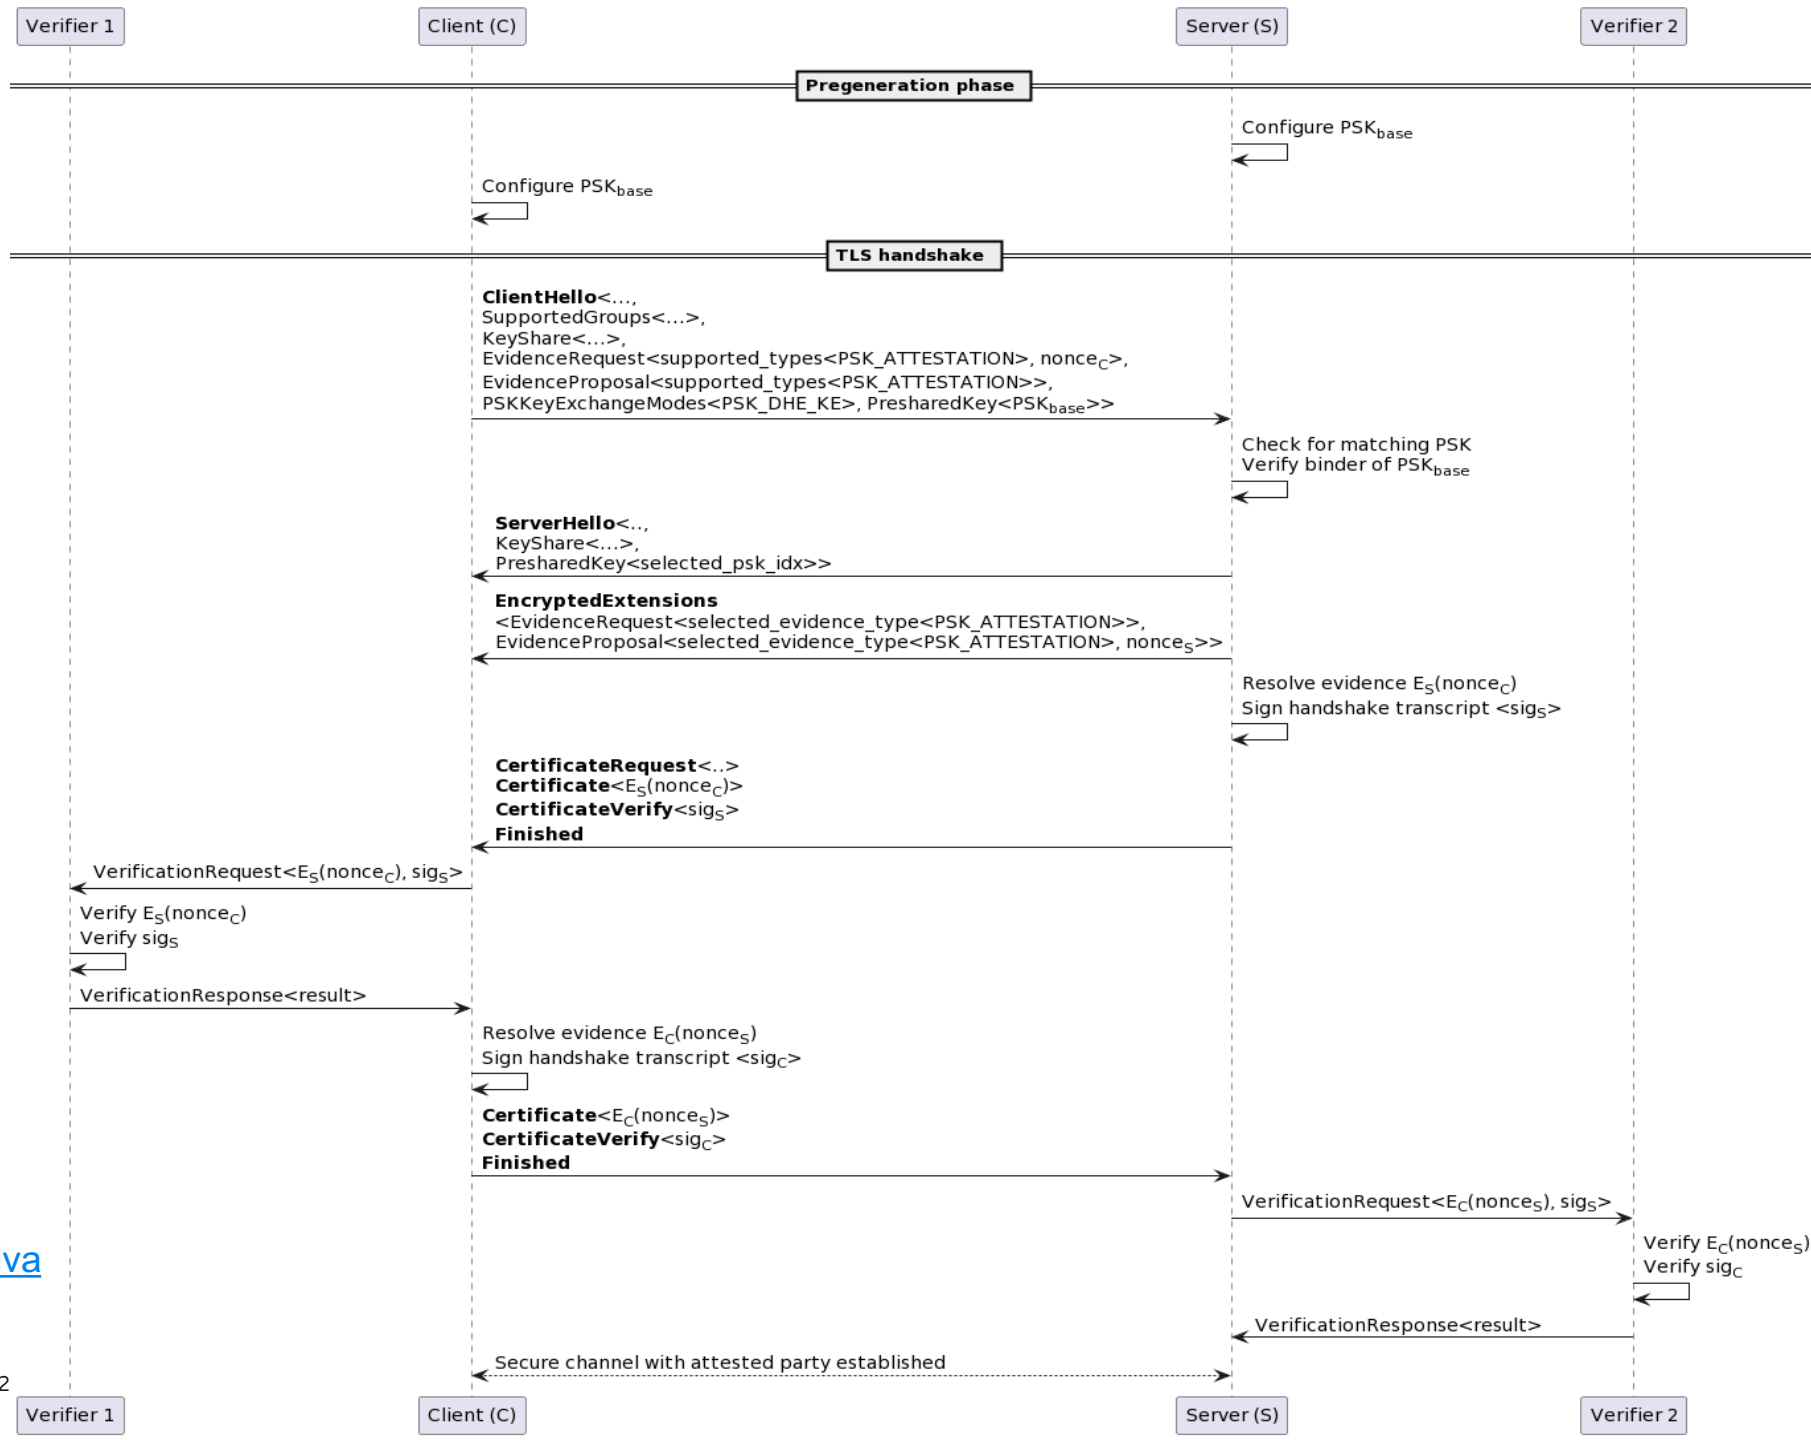 Verifier 1
Client (C)
Server (S)
Verifier 2
Pregeneration phase
Configure PSKbase
Configure PSKbase
TLS handshake
ClientHello<...,
SupportedGroups<...>,
KeyShare<...>,
EvidenceRequest<supported_types<PSK_ATTESTATION>, nonceC>,
EvidenceProposal<supported_types<PSK_ATTESTATION>>,
PSKKeyExchangeModes<PSK_DHE_KE>, PresharedKey<PSKbase>>
Check for matching PSK
Verify binder of PSKbase
ServerHello<..,
KeyShare<...>,
PresharedKey<selected_psk_idx>>
EncryptedExtensions
<EvidenceRequest<selected_evidence_type<PSK_ATTESTATION>>,
EvidenceProposal<selected_evidence_type<PSK_ATTESTATION>, nonceS>>
Resolve evidence ES(nonceC)
Sign handshake transcript <sigS>
CertificateRequest<..>
Certificate<ES(nonceC)>
CertificateVerify<sigS>
Finished
VerificationRequest<ES(nonceC), sigS>
Verify ES(nonceC)
Verify sigS
VerificationResponse<result>
Resolve evidence EC(nonceS)
Sign handshake transcript <sigC>
Certificate<EC(nonceS)>
CertificateVerify<sigC>
Finished
VerificationRequest<EC(nonceS), sigS>
Verify EC(nonceS)
Verify sigC
iva
VerificationResponse<result>
Secure channel with attested party established
2
Verifier 1
Client (C)
Server (S)
Verifier 2